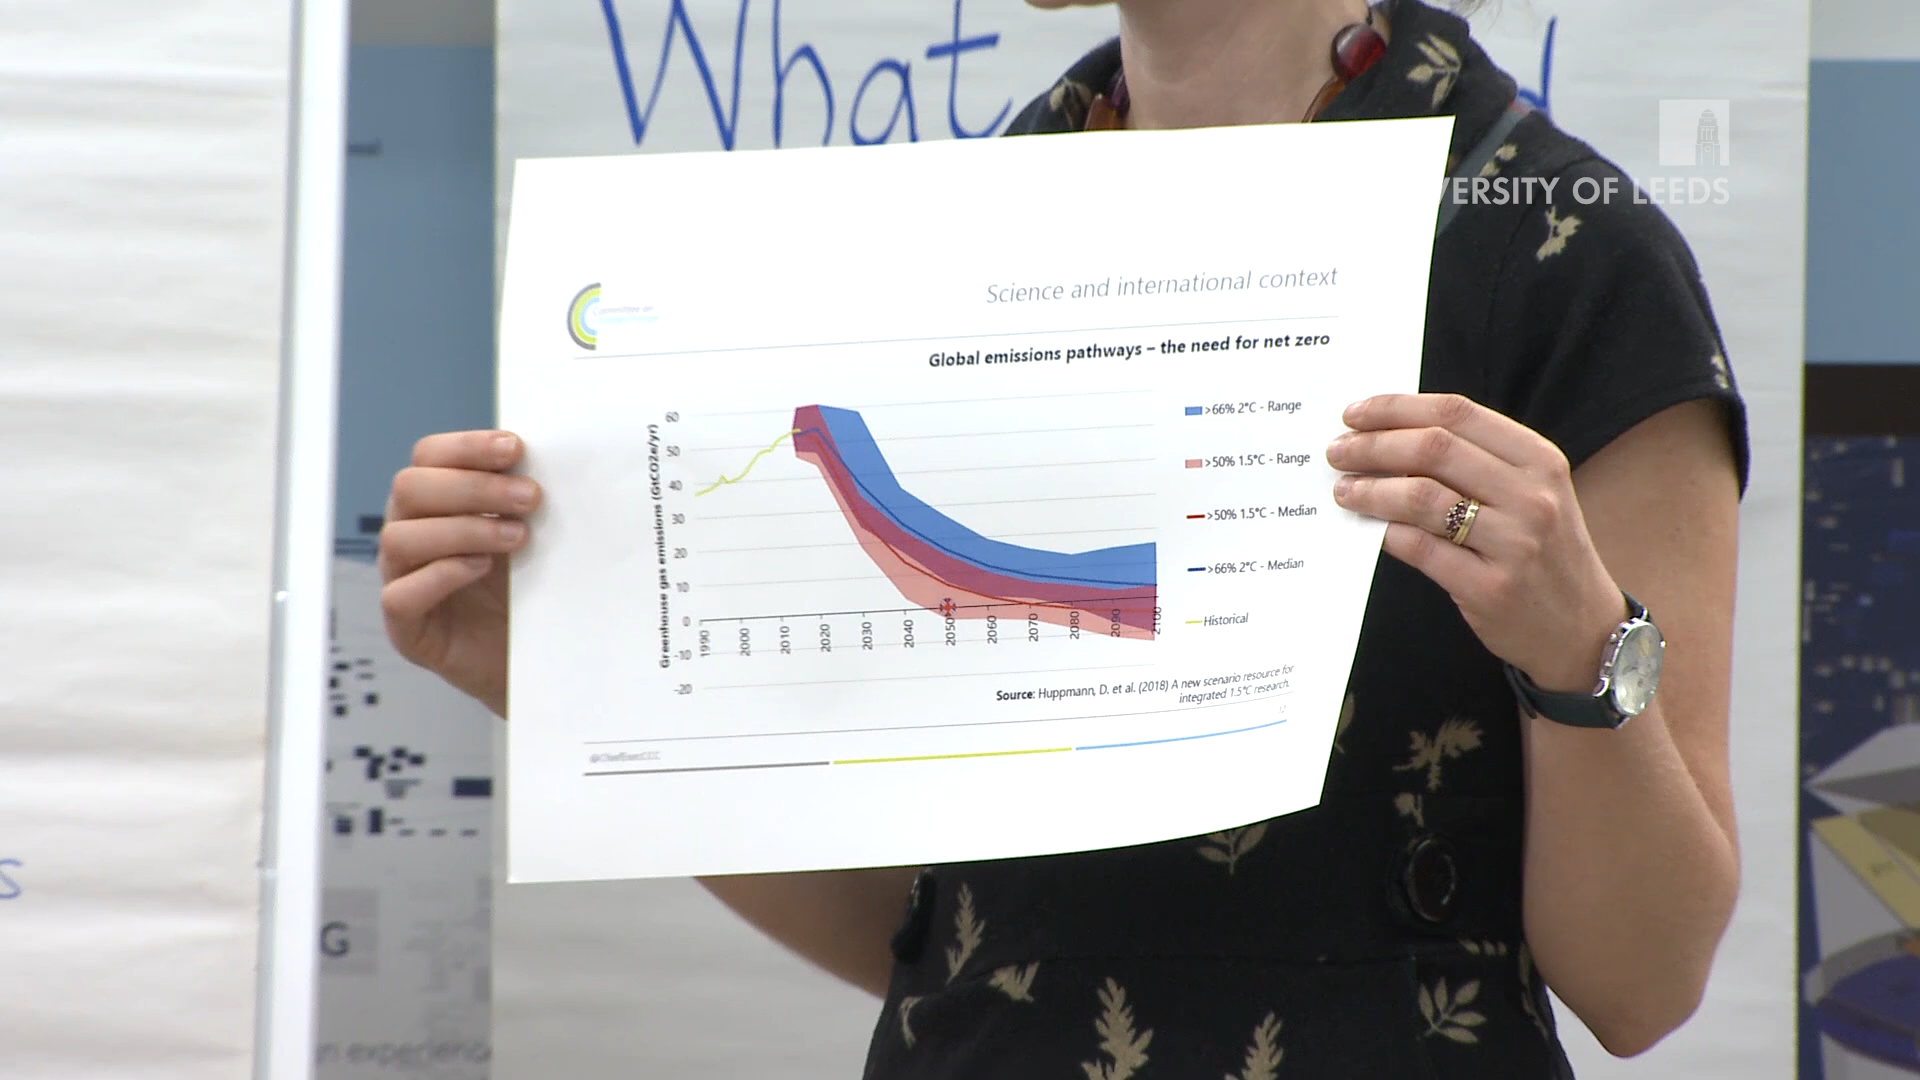 What
VERSITY OF LEEDS
Committee on
Science and international context
Global emissions pathways – the need for net zero
Greenhouse gas emissions (GtCO2e/yr)
60
50
40
30
20
10
0
-10
-20
1990
2000
2010
2020
2030
2040
2050
2060
2070
2080
2090
2100
>66% 2°C - Range
>50% 1.5°C - Range
>50% 1.5°C - Median
>66% 2°C - Median
Historical
Source: Huppmann, D. et al. (2018) A new scenario resource for
integrated 1.5°C research.
G